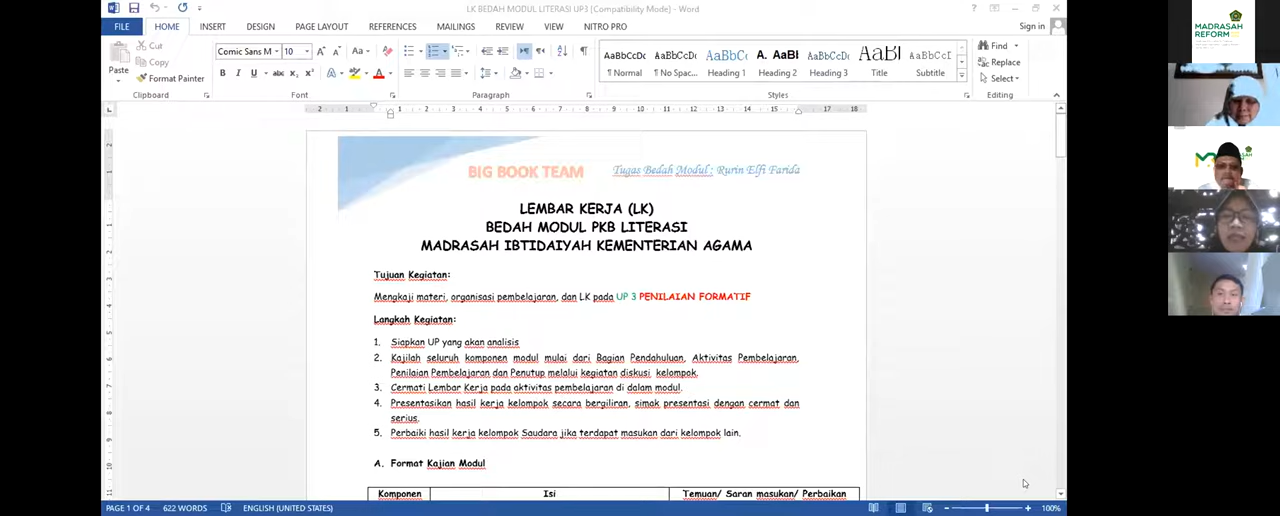 LK BEDAH MODUL LITERASI UP3 [Compatibility Mode] - Word
FILE HOME INSERT DESIGN PAGE LAYOUT REFERENCES MAILINGS REVIEW VIEW NITRO PRO Sign in
Comic Sans M 10 Aa
Paste Cut
Copy
Format Painter
Clipboard Font Paragraph Styles Editing
AaBbCcDc AaBbCcDc AaBbCc A. AaBl AaBbCcDc AaBl AaBbCcD
¶ Normal ¶ No Spac... Heading 1 Heading 2 Heading 3 Title Subtitle
Find
Replace
Select
MADRASAH
REFORM
BIG BOOK TEAM Tugas Bedah Modul : Rurin Elfi Farida
LEMBAR KERJA (LK)
BEDAH MODUL PKB LITERASI
MADRASAH IBTIDAIYAH KEMENTERIAN AGAMA
Tujuan Kegiatan:
Mengkaji materi, organisasi pembelajaran, dan LK pada UP 3 PENILAIAN FORMATIF
Langkah Kegiatan:
1. Siapkan UP yang akan analisis
2. Kajilah seluruh komponen modul mulai dari Bagian Pendahuluan, Aktivitas Pembelajaran,
Penilaian Pembelajaran dan Penutup melalui kegiatan diskusi kelompok.
3. Cermati Lembar Kerja pada aktivitas pembelajaran di dalam modul.
4. Presentasikan hasil kerja kelompok secara bergiliran, simak presentasi dengan cermat dan
serius.
5. Perbaiki hasil kerja kelompok Saudara jika terdapat masukan dari kelompok lain.
A. Format Kajian Modul
Komponen Isi Temuan/ Saran masukan/ Perbaikan
PAGE 1 OF 4 622 WORDS ENGLISH (UNITED STATES) 100%